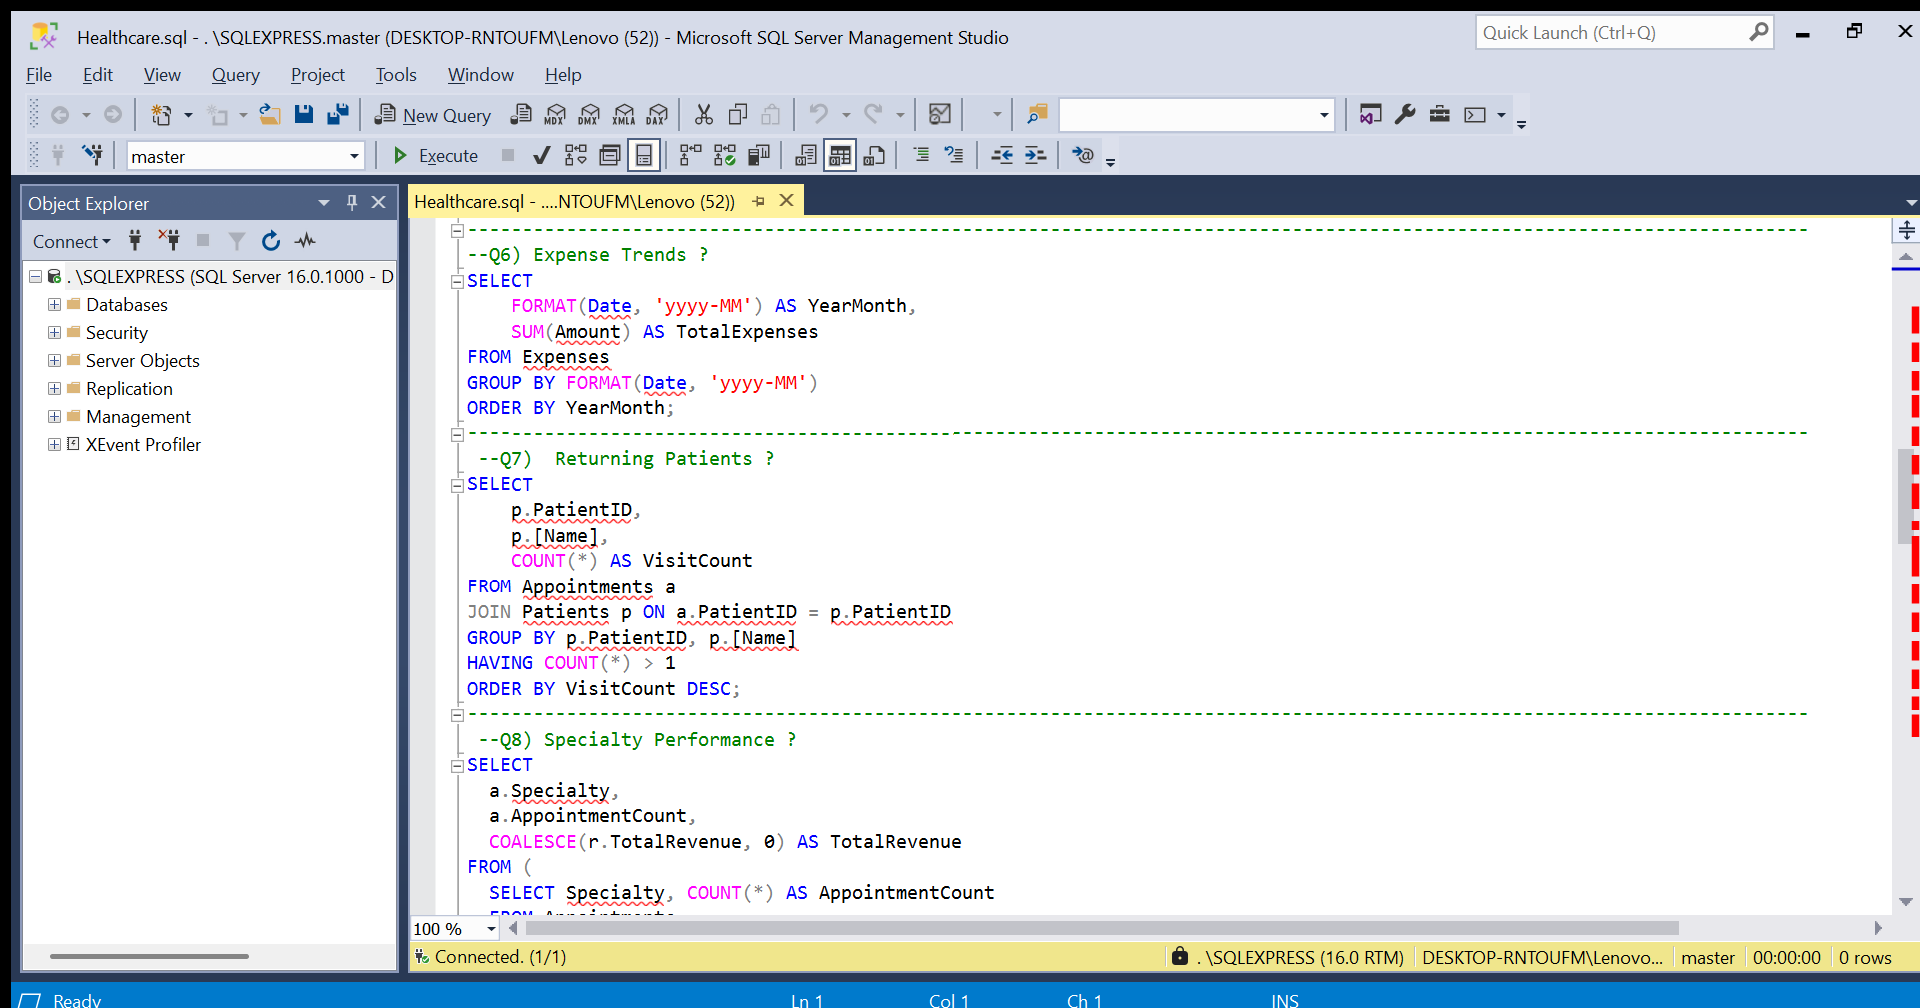 Healthcare.sql - . \SQLEXPRESS.master (DESKTOP-RNTOUFM\Lenovo (52)) - Microsoft SQL Server Management Studio
Quick Launch (Ctrl+Q)
File Edit View Query Project Tools Window Help
New Query MDX DMX XMLA DAX
master Execute
Object Explorer
Connect
. \SQLEXPRESS (SQL Server 16.0.1000 - D
Databases
Security
Server Objects
Replication
Management
XEvent Profiler
Healthcare.sql - ....NTOUFM\Lenovo (52))
--Q6) Expense Trends ?
SELECT
FORMAT(Date, 'yyyy-MM') AS YearMonth,
SUM(Amount) AS TotalExpenses
FROM Expenses
GROUP BY FORMAT(Date, 'yyyy-MM')
ORDER BY YearMonth;
--Q7)  Returning Patients ?
SELECT
p.PatientID,
p.[Name],
COUNT(*) AS VisitCount
FROM Appointments a
JOIN Patients p ON a.PatientID = p.PatientID
GROUP BY p.PatientID, p.[Name]
HAVING COUNT(*) > 1
ORDER BY VisitCount DESC;
--Q8) Specialty Performance ?
SELECT
a.Specialty,
a.AppointmentCount,
COALESCE(r.TotalRevenue, 0) AS TotalRevenue
FROM (
SELECT Specialty, COUNT(*) AS AppointmentCount
FROM Appointments
100 %
Connected. (1/1) . \SQLEXPRESS (16.0 RTM) DESKTOP-RNTOUFM\Lenovo... master 00:00:00 0 rows
Ready Ln 1 Col 1 Ch 1 INS